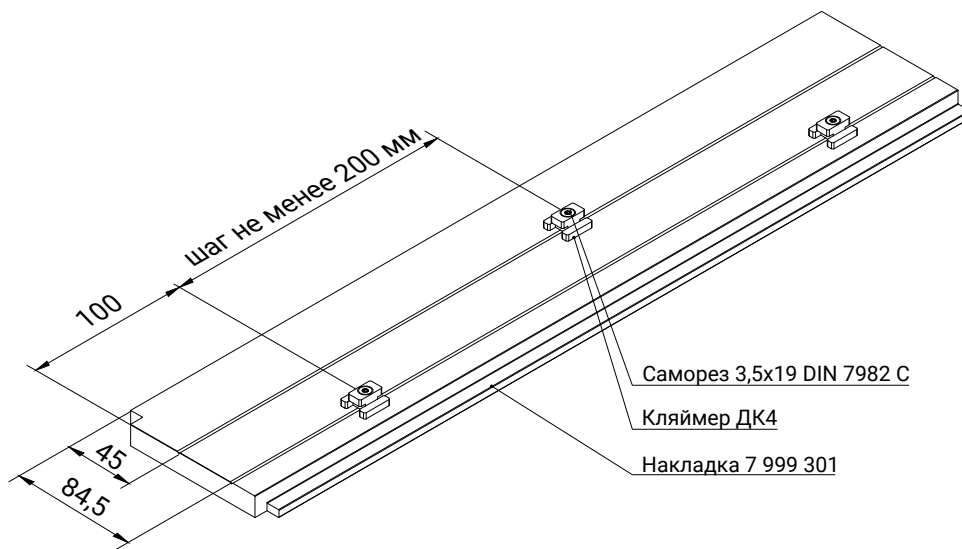 шаг не менее 200 мм
100
45
84,5
Саморез 3,5х19 DIN 7982 C
Кляймер ДК4
Накладка 7 999 301